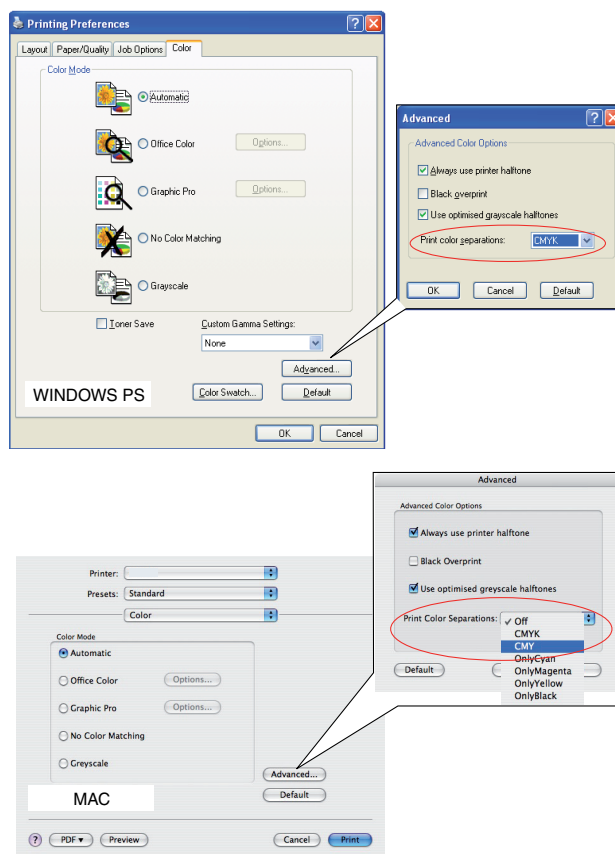 Printing Preferences
Layout Paper/Quality Job Options Color
Color Mode
Automatic
Office Color Options...
Graphic Pro Options...
No Color Matching
Grayscale
Toner Save Custom Gamma Settings:
None
Advanced...
WINDOWS PS Color Swatch... Default
OK Cancel
Advanced
Advanced Color Options
Always use printer halftone
Black overprint
Use optimised grayscale halftones
Print color separations: CMYK
OK Cancel Default
Advanced
Advanced Color Options
Always use printer halftone
Black Overprint
Use optimised greyscale halftones
Print Color Separations: ✓ Off
CMYK
CMY
OnlyCyan
OnlyMagenta
OnlyYellow
OnlyBlack
Default
Printer:
Presets: Standard
Color
Color Mode
Automatic
Office Color Options...
Graphic Pro Options...
No Color Matching
Greyscale
Advanced...
MAC Default
? PDF▼ Preview Cancel Print